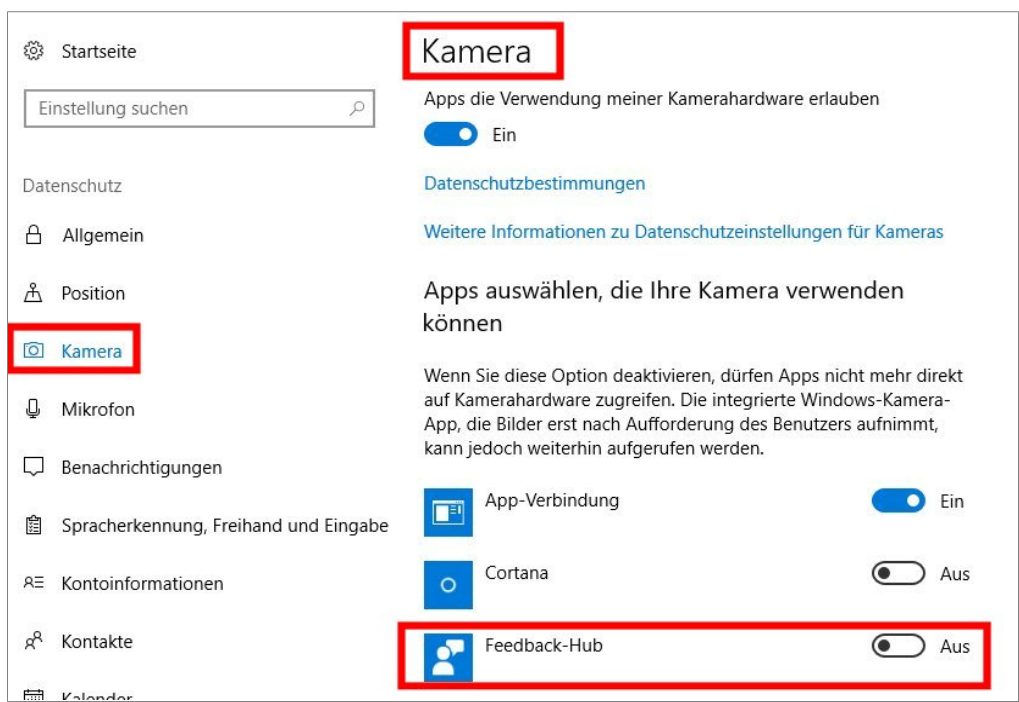 Startseite
Einstellung suchen
Datenschutz
Allgemein
Position
Kamera
Mikrofon
Benachrichtigungen
Spracherkennung, Freihand und Eingabe
Kontoinformationen
Kontakte
Kalender
Kamera
Apps die Verwendung meiner Kamerahardware erlauben
Ein
Datenschutzbestimmungen
Weitere Informationen zu Datenschutzeinstellungen für Kameras
Apps auswählen, die Ihre Kamera verwenden
können
Wenn Sie diese Option deaktivieren, dürfen Apps nicht mehr direkt
auf Kamerahardware zugreifen. Die integrierte Windows-Kamera-
App, die Bilder erst nach Aufforderung des Benutzers aufnimmt,
kann jedoch weiterhin aufgerufen werden.
App-Verbindung Ein
Cortana Aus
Feedback-Hub Aus